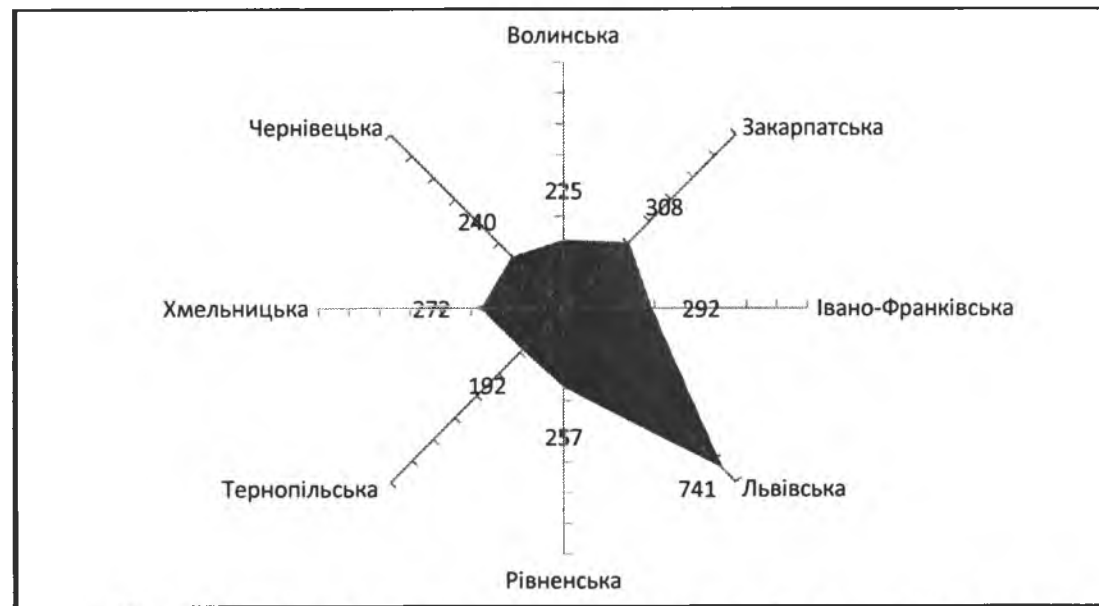 Волинська
Чернівецька
Закарпатська
225
308
240
Хмельницька
272
292
Івано-Франківська
192
257
Тернопільська
741
Львівська
Рівненська